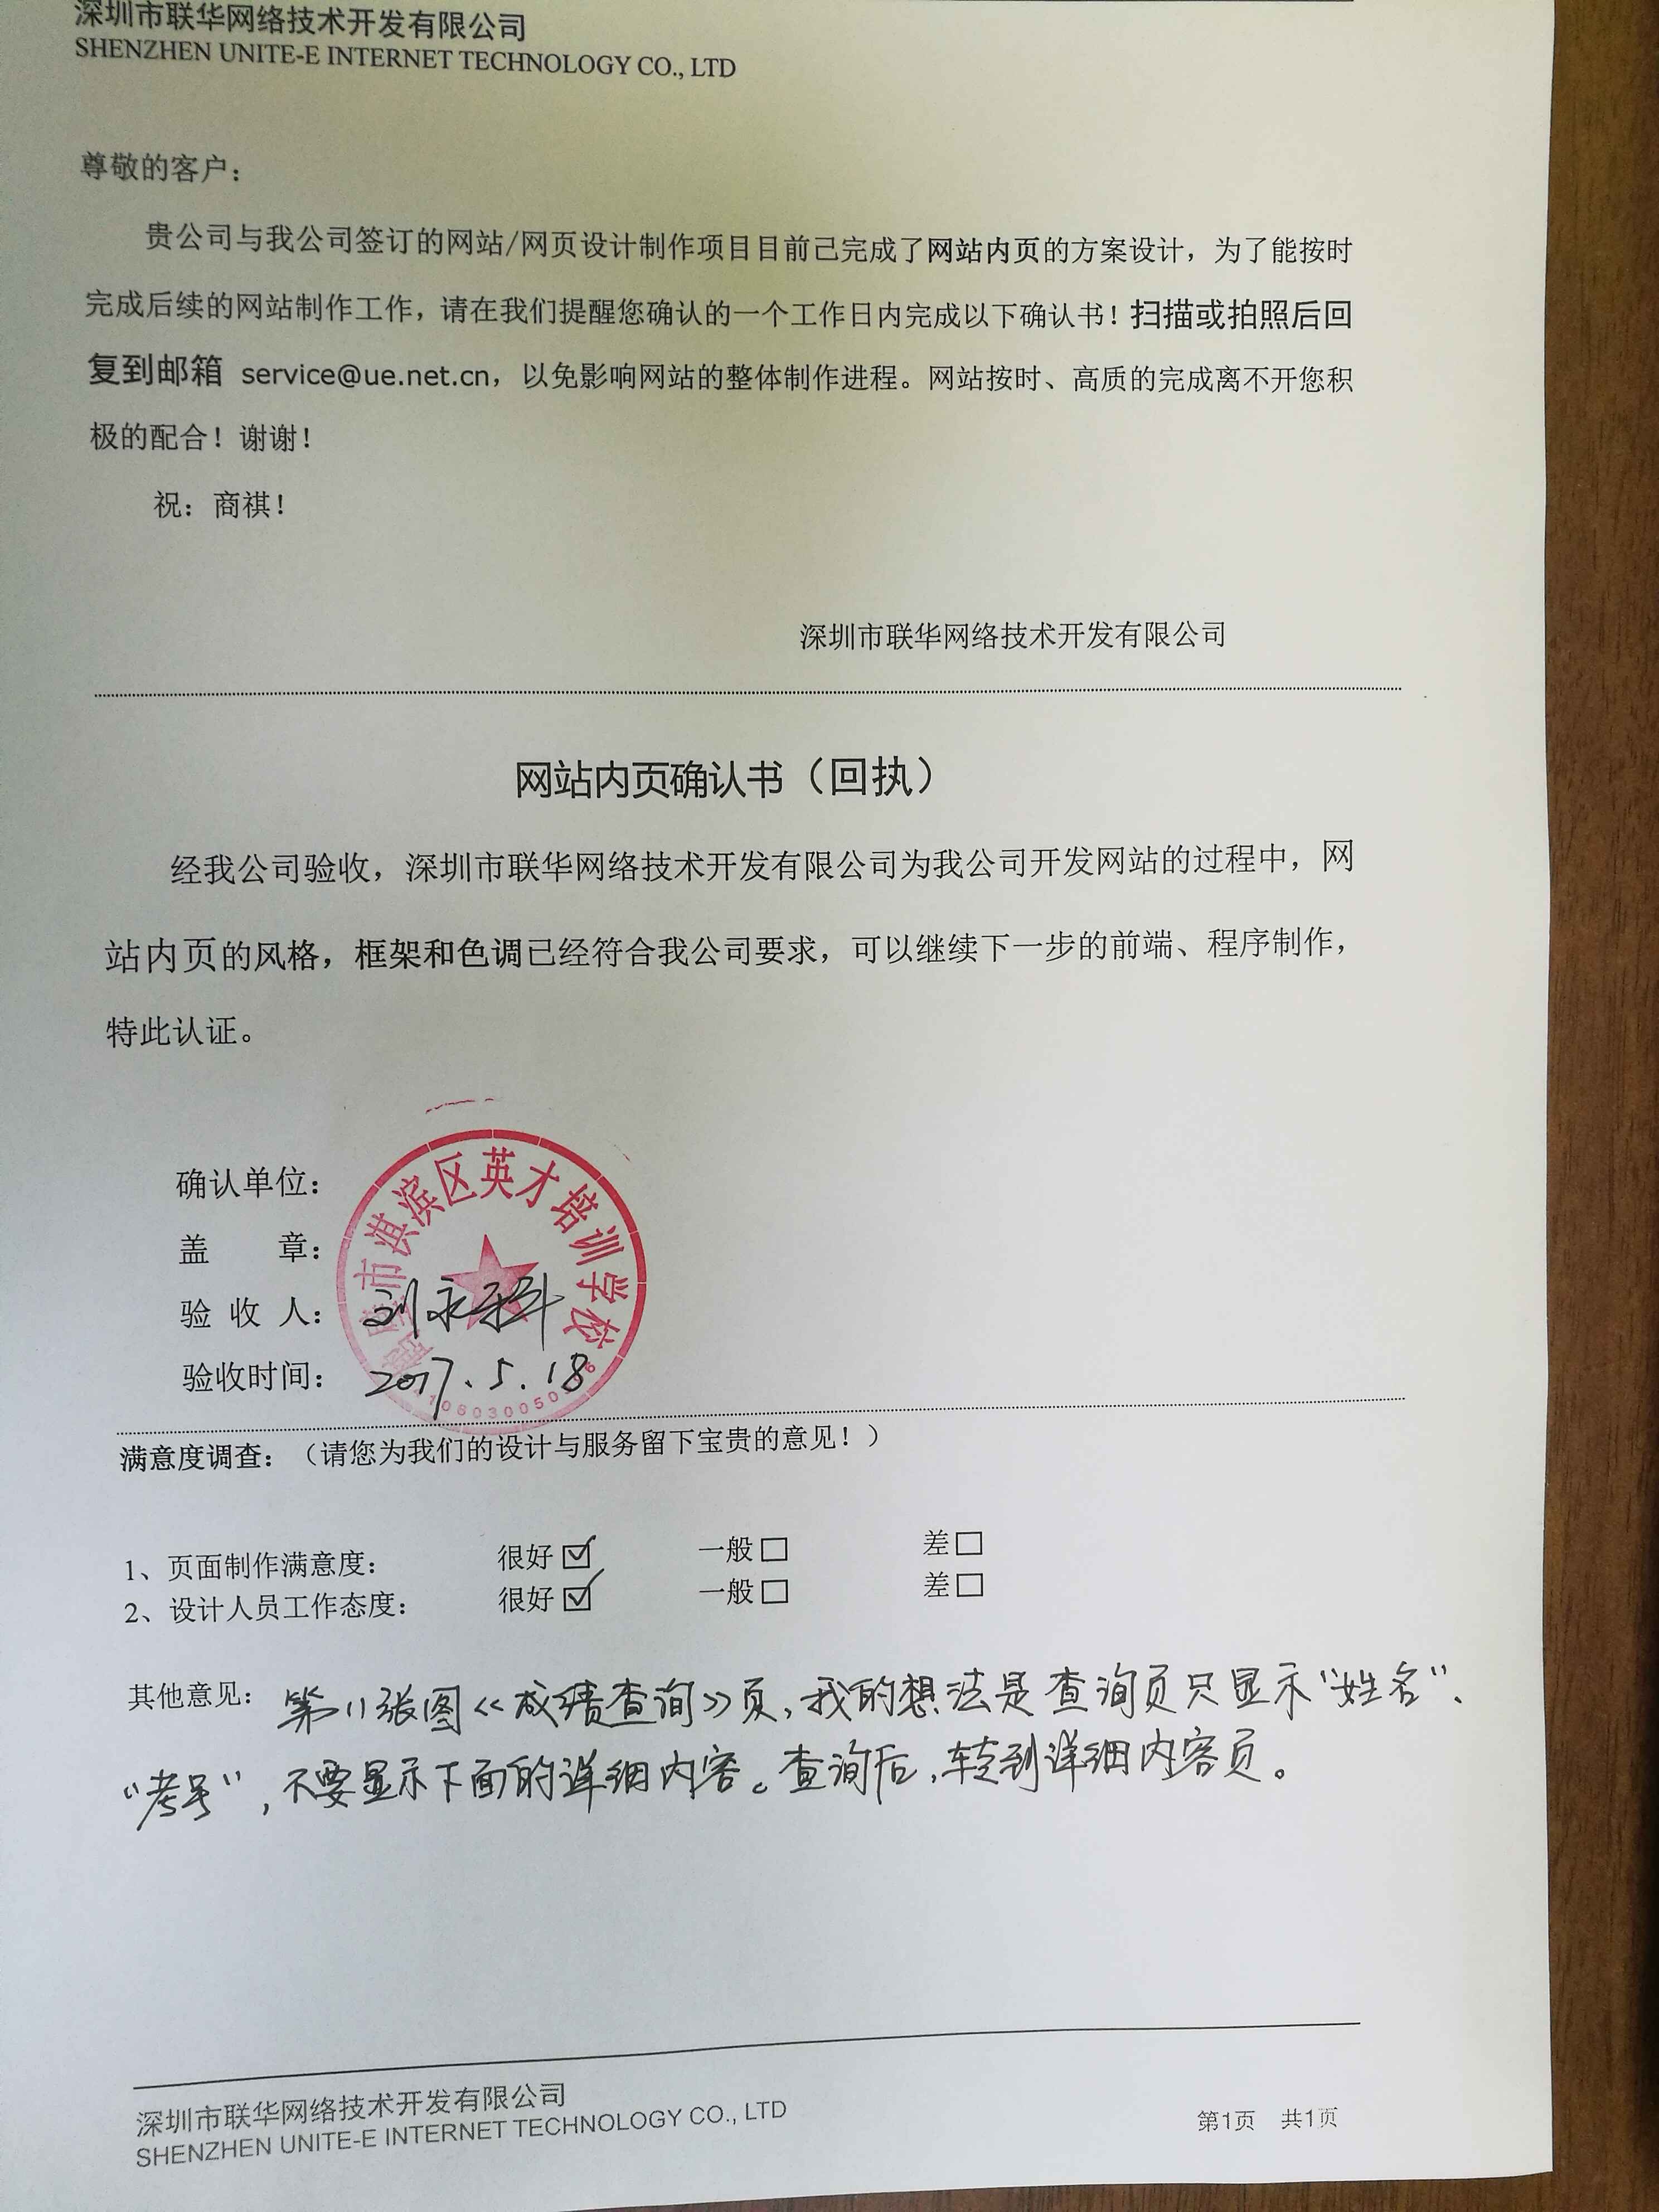 深圳市联华网络技术开发有限公司
SHENZHEN UNITE-E INTERNET TECHNOLOGY CO., LTD
尊敬的客户：
贵公司与我公司签订的网站/网页设计制作项目目前已完成了网站内页的方案设计，为了能按时
完成后续的网站制作工作，请在我们提醒您确认的一个工作日内完成以下确认书！扫描或拍照后回
复到邮箱 service@ue.net.cn，以免影响网站的整体制作进程。网站按时、高质的完成离不开您积
极的配合！谢谢！
祝：商祺！
深圳市联华网络技术开发有限公司
网站内页确认书（回执）
经我公司验收，深圳市联华网络技术开发有限公司为我公司开发网站的过程中，网
站内页的风格，框架和色调已经符合我公司要求，可以继续下一步的前端、程序制作，
特此认证。
鹤壁市淇滨区英才培训学校
确认单位：
盖 章：
验 收 人： 刘永科
验收时间： 2017.5.18
满意度调查：（请您为我们的设计与服务留下宝贵的意见！）
1、页面制作满意度： 很好☑ 一般□ 差□
2、设计人员工作态度： 很好☑ 一般□ 差□
其他意见：第11张图《成绩查询》页，我的想法是查询页只显示“姓名”、
“考号”，不要显示下面的详细内容。查询后，转到详细内容页。
深圳市联华网络技术开发有限公司
SHENZHEN UNITE-E INTERNET TECHNOLOGY CO., LTD
第1页 共1页